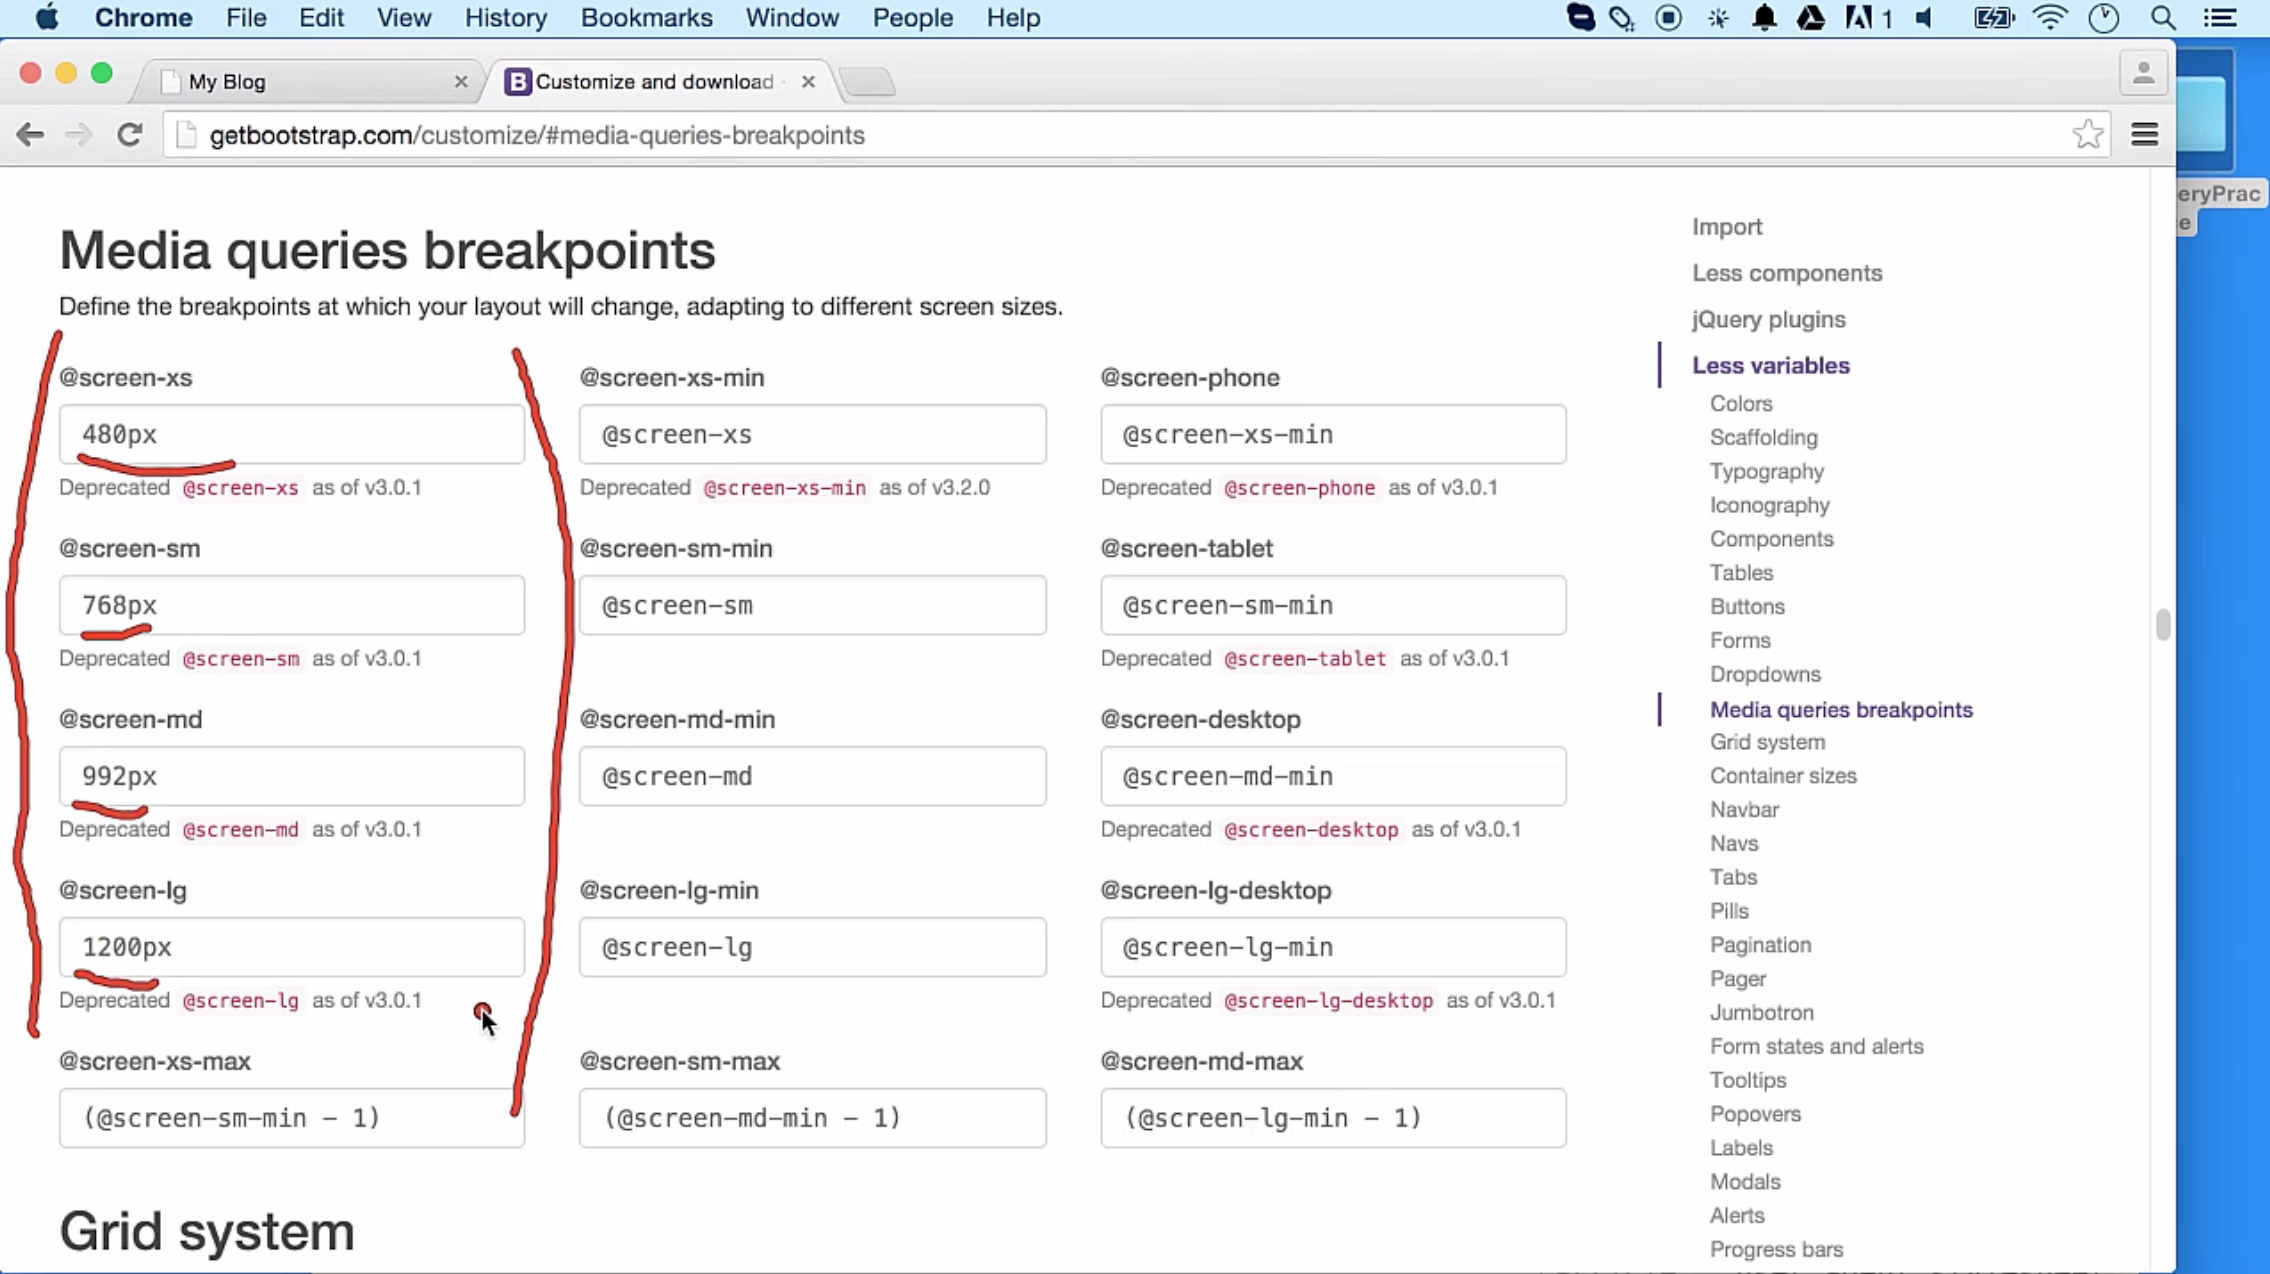 Chrome File Edit View History Bookmarks Window People Help 1
My Blog
Customize and download
getbootstrap.com/customize/#media-queries-breakpoints
eryPrac
e
Media queries breakpoints
Define the breakpoints at which your layout will change, adapting to different screen sizes.
@screen-xs @screen-xs-min @screen-phone
480px @screen-xs @screen-xs-min
Deprecated @screen-xs as of v3.0.1 Deprecated @screen-xs-min as of v3.2.0 Deprecated @screen-phone as of v3.0.1
@screen-sm @screen-sm-min @screen-tablet
768px @screen-sm @screen-sm-min
Deprecated @screen-sm as of v3.0.1 Deprecated @screen-tablet as of v3.0.1
@screen-md @screen-md-min @screen-desktop
992px @screen-md @screen-md-min
Deprecated @screen-md as of v3.0.1 Deprecated @screen-desktop as of v3.0.1
@screen-lg @screen-lg-min @screen-lg-desktop
1200px @screen-lg @screen-lg-min
Deprecated @screen-lg as of v3.0.1 Deprecated @screen-lg-desktop as of v3.0.1
@screen-xs-max @screen-sm-max @screen-md-max
(@screen-sm-min - 1) (@screen-md-min - 1) (@screen-lg-min - 1)
Grid system
Import
Less components
jQuery plugins
Less variables
Colors
Scaffolding
Typography
Iconography
Components
Tables
Buttons
Forms
Dropdowns
Media queries breakpoints
Grid system
Container sizes
Navbar
Navs
Tabs
Pills
Pagination
Pager
Jumbotron
Form states and alerts
Tooltips
Popovers
Labels
Modals
Alerts
Progress bars